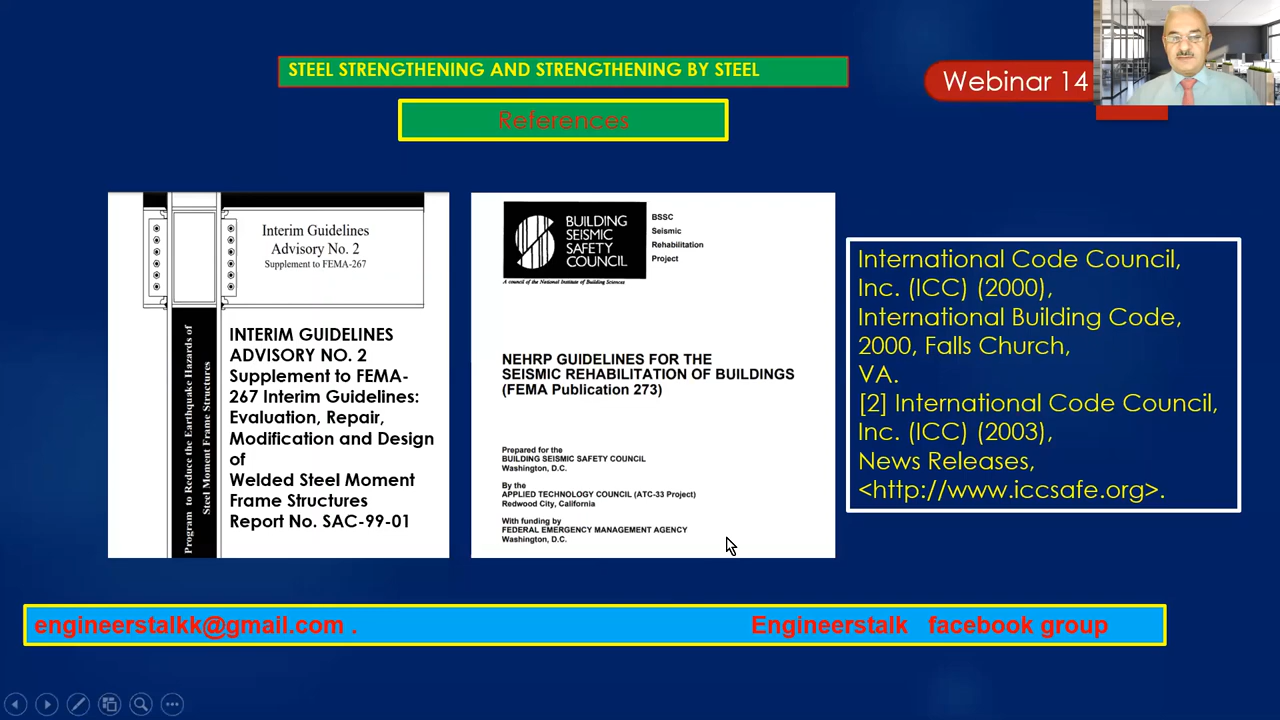 STEEL STRENGTHENING AND STRENGTHENING BY STEEL
Webinar 14
References
Interim Guidelines
Advisory No. 2
Supplement to FEMA-267
Program to Reduce the Earthquake Hazards of
Steel Moment Frame Structures
INTERIM GUIDELINES
ADVISORY NO. 2
Supplement to FEMA-
267 Interim Guidelines:
Evaluation, Repair,
Modification and Design
of
Welded Steel Moment
Frame Structures
Report No. SAC-99-01
BUILDING
SEISMIC
SAFETY
COUNCIL
A council of the National Institute of Building Sciences
BSSC
Seismic
Rehabilitation
Project
NEHRP GUIDELINES FOR THE
SEISMIC REHABILITATION OF BUILDINGS
(FEMA Publication 273)
Prepared for the
BUILDING SEISMIC SAFETY COUNCIL
Washington, D.C.
By the
APPLIED TECHNOLOGY COUNCIL (ATC-33 Project)
Redwood City, California
With funding by
FEDERAL EMERGENCY MANAGEMENT AGENCY
Washington, D.C.
International Code Council,
Inc. (ICC) (2000),
International Building Code,
2000, Falls Church,
VA.
[2] International Code Council,
Inc. (ICC) (2003),
News Releases,
<http://www.iccsafe.org>.
engineerstalkk@gmail.com .
Engineerstalk facebook group